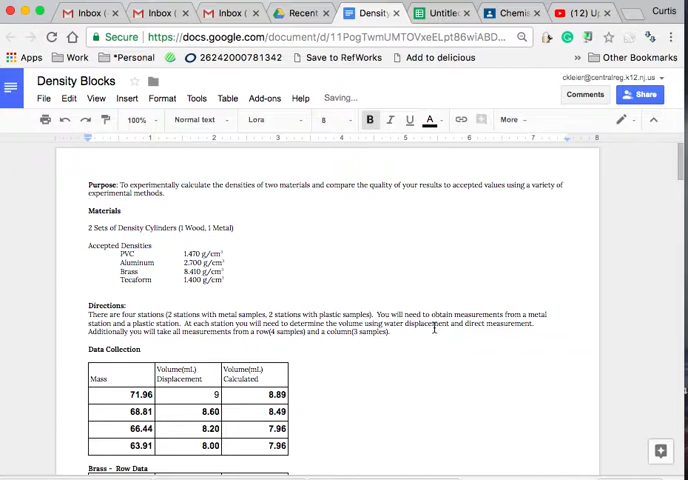 Inbox (
Inbox (
Inbox (
Recent
Density
Untitle
Chemis
(12) U
Curtis
Secure
https://docs.google.com/document/d/11PogTwmUTOVxeELpt86wiABD...
Apps
Work
*Personal
26242000781342
Save to RefWorks
Add to delicious
Other Bookmarks
Density Blocks
ckleier@centralreg.k12.nj.us
File Edit View Insert Format Tools Table Add-ons Help Saving...
Comments
Share
100% Normal text Lora 8 B I U A More
1 2 3 4 5 6 7 8
Purpose: To experimentally calculate the densities of two materials and compare the quality of your results to accepted values using a variety of
experimental methods.
Materials
2 Sets of Density Cylinders (1 Wood, 1 Metal)
Accepted Densities
PVC 1.470 g/cm³
Aluminum 2.700 g/cm³
Brass 8.410 g/cm³
Tecaform 1.400 g/cm³
Directions:
There are four stations (2 stations with metal samples, 2 stations with plastic samples). You will need to obtain measurements from a metal
station and a plastic station. At each station you will need to determine the volume using water displacement and direct measurement.
Additionally you will take all measurements from a row(4 samples) and a column(3 samples).
Data Collection
Mass Volume(mL) Displacement Volume(mL) Calculated
71.96 9 8.89
68.81 8.60 8.49
66.44 8.20 7.96
63.91 8.00 7.96
Brass - Row Data